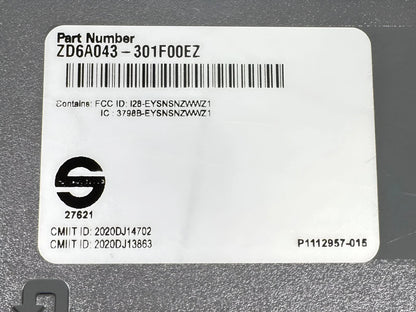 Part Number
ZD6A043-301F00EZ
Contains: FCC ID: I28-EYSNSNZWWZ1
IC : 3798B-EYSNSNZWWZ1
27621
CMIIT ID: 2020DJ14702
CMIIT ID: 2020DJ13863
P1112957-015